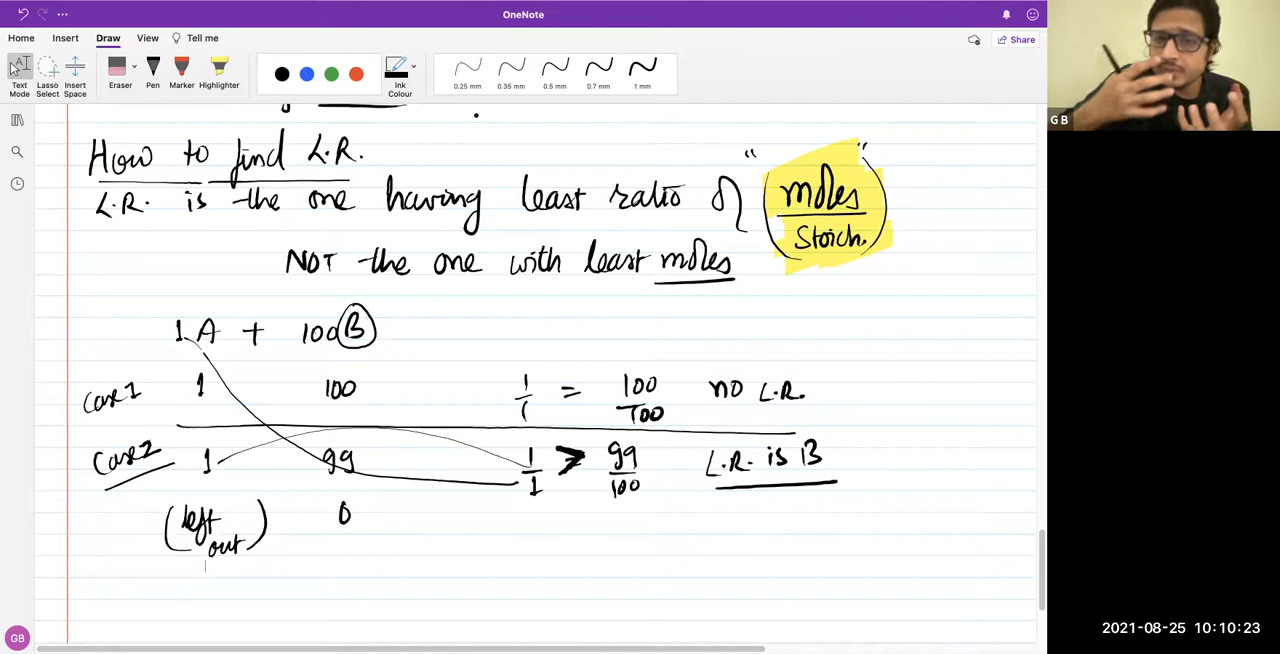 OneNote
Home Insert Draw View Tell me
Share
Text Mode
Lasso Select
Insert Space
Eraser
Pen
Marker
Highlighter
Ink Colour
0.25 mm 0.35 mm 0.5 mm 0.7 mm 1 mm
G B
How to find L.R.
L.R. is the one having least ratio of "(moles/Stoich.)"
NOT the one with least moles
1A + 100B
Case1 1 100 1/1 = 100/100 no L.R.
Case2 1 99 1/1 > 99/100 L.R. is B
(left out) 0
GB
2021-08-25 10:10:23